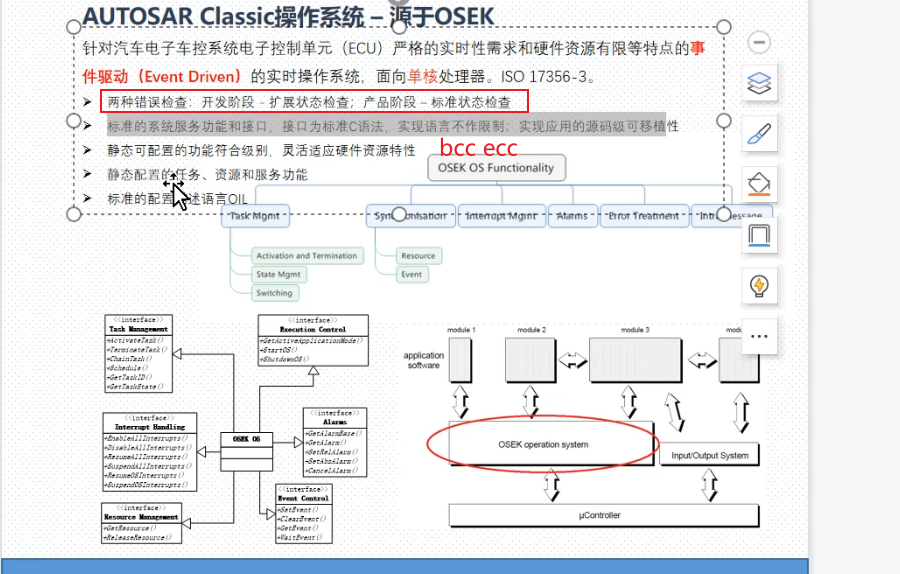 AUTOSAR Classic操作系统 – 源于OSEK
针对汽车电子车控系统电子控制单元（ECU）严格的实时性需求和硬件资源有限等特点的事
件驱动（Event Driven）的实时操作系统，面向单核处理器。ISO 17356-3。
两种错误检查：开发阶段 - 扩展状态检查；产品阶段 – 标准状态检查
标准的系统服务功能和接口，接口为标准C语法，实现语言不作限制；实现应用的源码级可移植性
静态可配置的功能符合级别，灵活适应硬件资源特性
bcc ecc
静态配置的任务、资源和服务功能
标准的配置 述语言OIL
OSEK OS Functionality
Task Mgmt
Interrupt Mgmt
Alarms
Error Treatment
Activation and Termination
State Mgmt
Switching
Resource
Event
<<interface>>
Task Management
+ActivateTask()
+TerminateTask()
+ChainTask()
+Schedule()
+GetTaskID()
+GetTaskState()
<<interface>>
Execution Control
+GetActiveApplicationMode()
+StartOS()
+ShutdownOS()
<<interface>>
Interrupt Handling
+EnableAllInterrupts()
+DisableAllInterrupts()
+ResumeAllInterrupts()
+SuspendAllInterrupts()
+ResumeOSInterrupts()
+SuspendOSInterrupts()
OSEK OS
<<interface>>
Alarms
+GetAlarmBase()
+GetAlarm()
+SetRelAlarm()
+SetAbsAlarm()
+CancelAlarm()
<<interface>>
Resource Management
+GetResource()
+ReleaseResource()
<<interface>>
Event Control
+SetEvent()
+ClearEvent()
+GetEvent()
+WaitEvent()
module 1
module 2
module 3
application
software
OSEK operation system
Input/Output System
µController